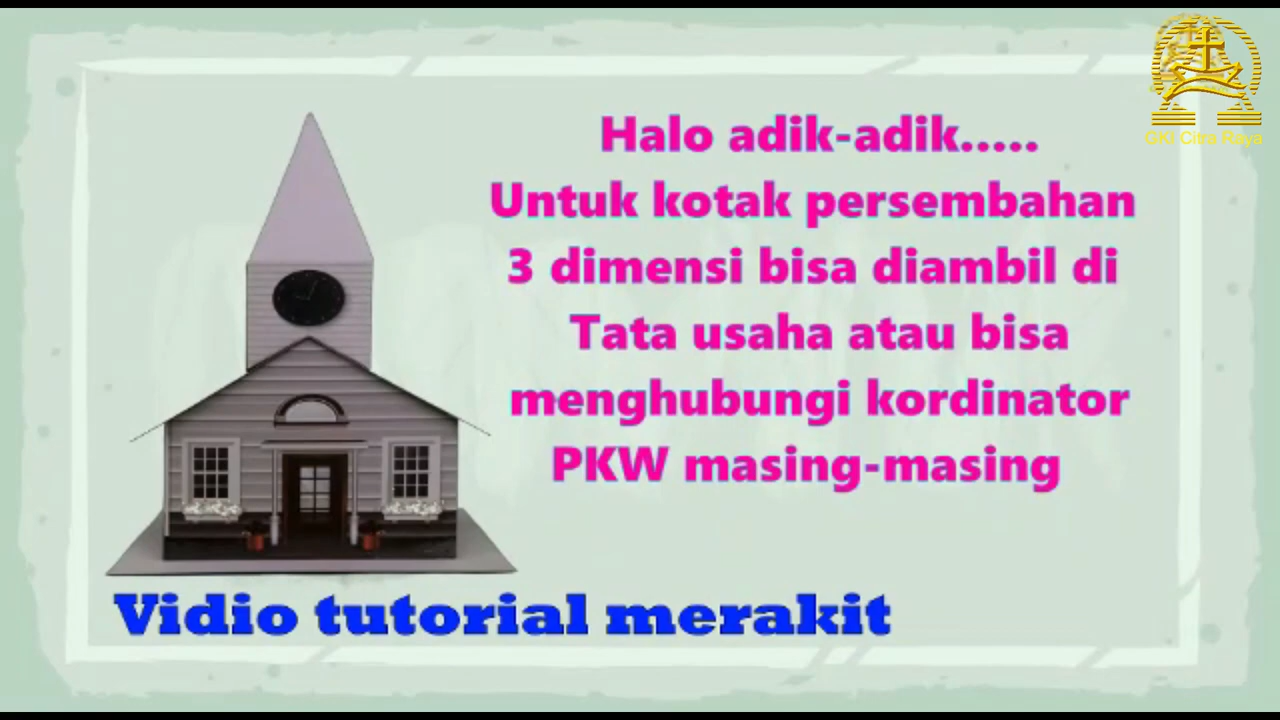 GKI Citra Raya
Halo adik-adik.....
Untuk kotak persembahan
3 dimensi bisa diambil di
Tata usaha atau bisa
menghubungi kordinator
PKW masing-masing
Vidio tutorial merakit